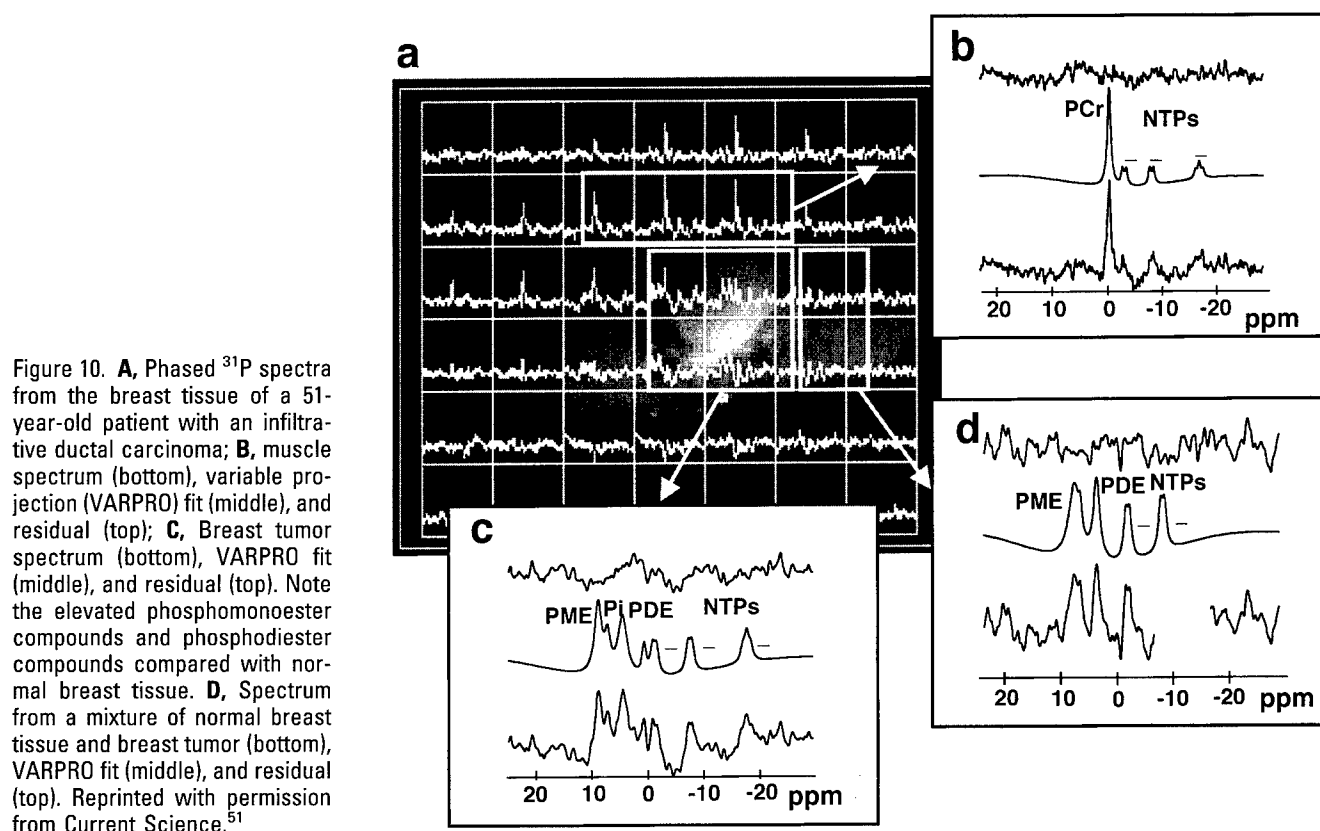 Figure 10. A, Phased ³¹P spectra
from the breast tissue of a 51-
year-old patient with an infiltra-
tive ductal carcinoma; B, muscle
spectrum (bottom), variable pro-
jection (VARPRO) fit (middle), and
residual (top); C, Breast tumor
spectrum (bottom), VARPRO fit
(middle), and residual (top). Note
the elevated phosphomonoester
compounds and phosphodiester
compounds compared with nor-
mal breast tissue. D, Spectrum
from a mixture of normal breast
tissue and breast tumor (bottom),
VARPRO fit (middle), and residual
(top). Reprinted with permission
from Current Science.⁵¹
a
b
PCr NTPs
20 10 0 -10 -20 ppm
c
PME Pi PDE NTPs
20 10 0 -10 -20 ppm
d
PME PDE NTPs
20 10 0 -10 -20 ppm